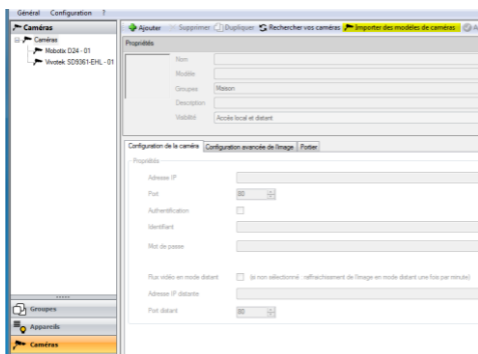 Général Configuration ?
Caméras
Ajouter Supprimer Dupliquer Rechercher vos caméras Importer des modèles de caméras
Caméras
Mobotix D24 - 01
Vivotek SD9361-EHL - 01
Propriétés
Nom
Modèle
Groupes Maison
Description
Visibilité Accès local et distant
Configuration de la caméra Configuration avancée de l'image Portier
Propriétés
Adresse IP
Port 80
Authentification
Identifiant
Mot de passe
Flux vidéo en mode distant (si non sélectionné : raffraichissement de l'image en mode distant une fois par minute)
Adresse IP distante
Port distant 80
Groupes
Appareils
Caméras